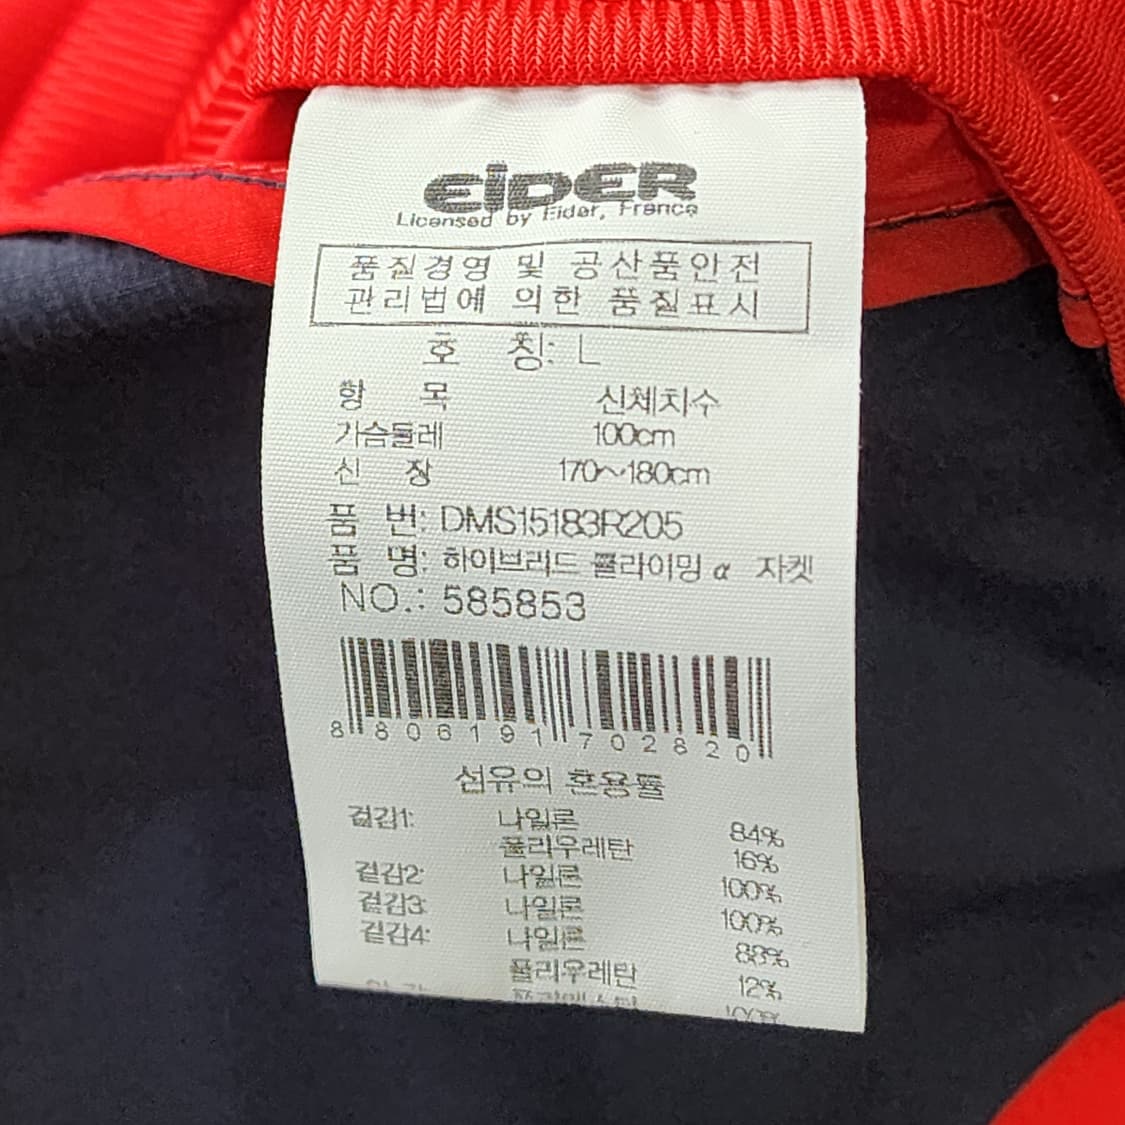 EiDER
Licensed by Eider, France
품질경영 및 공산품안전
관리법에 의한 품질표시
호 칭: L
항 목 신체치수
가슴둘레 100cm
신 장 170~180cm
품 번: DMS15183R205
품 명: 하이브리드 클라이밍 α 자켓
NO.: 585853
8 806191 702820
섬유의 혼용률
겉감1: 나일론 84%
폴리우레탄 16%
겉감2: 나일론 100%
겉감3: 나일론 100%
겉감4: 나일론 88%
폴리우레탄 12%
100%